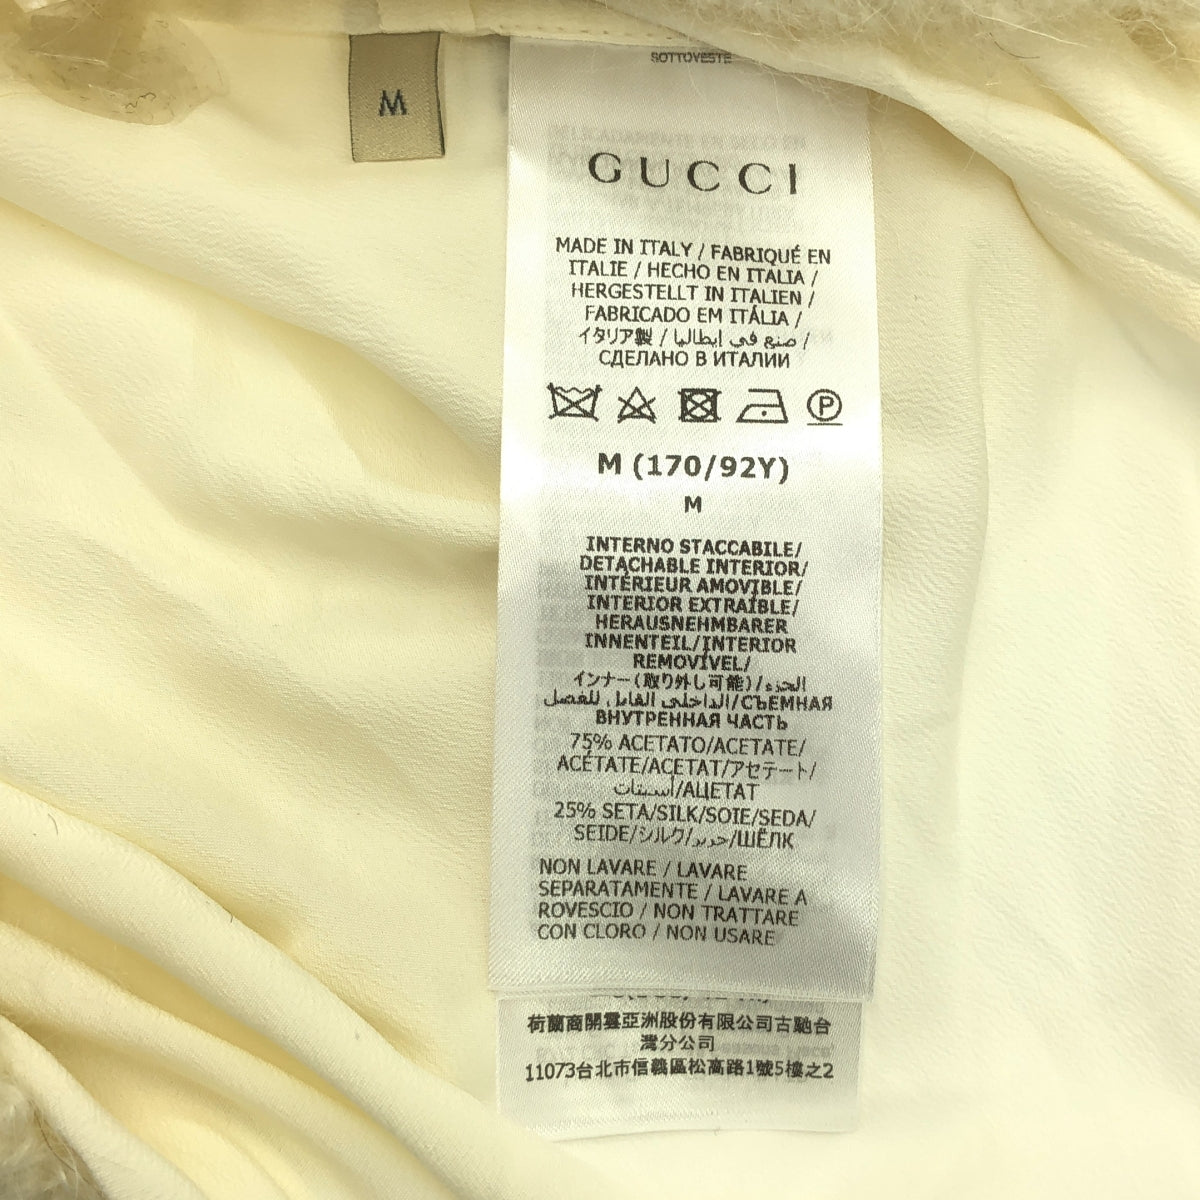 SOTTOVESTE
M
GUCCI
MADE IN ITALY / FABRIQUÉ EN
ITALIE / HECHO EN ITALIA /
HERGESTELLT IN ITALIEN /
FABRICADO EM ITÁLIA /
イタリア製 / صنع في إيطاليا /
СДЕЛАНО В ИТАЛИИ
P
M (170/92Y)
M
INTERNO STACCABILE/
DETACHABLE INTERIOR/
INTÉRIEUR AMOVIBLE/
INTERIOR EXTRAÍBLE/
HERAUSNEHMBARER
INNENTEIL/INTERIOR
REMOVÍVEL/
インナー(取り外し可能)/الجزء
الداخلي القابل للفصل/СЪЕМНАЯ
ВНУТРЕННАЯ ЧАСТЬ
75% ACETATO/ACETATE/
ACÉTATE/ACETAT/アセテート/
أسيتات/АЦЕТАТ
25% SETA/SILK/SOIE/SEDA/
SEIDE/シルク/حرير/ШЁЛК
NON LAVARE / LAVARE
SEPARATAMENTE / LAVARE A
ROVESCIO / NON TRATTARE
CON CLORO / NON USARE
荷蘭商開雲亞洲股份有限公司古馳台
灣分公司
11073台北市信義區松高路1號5樓之2